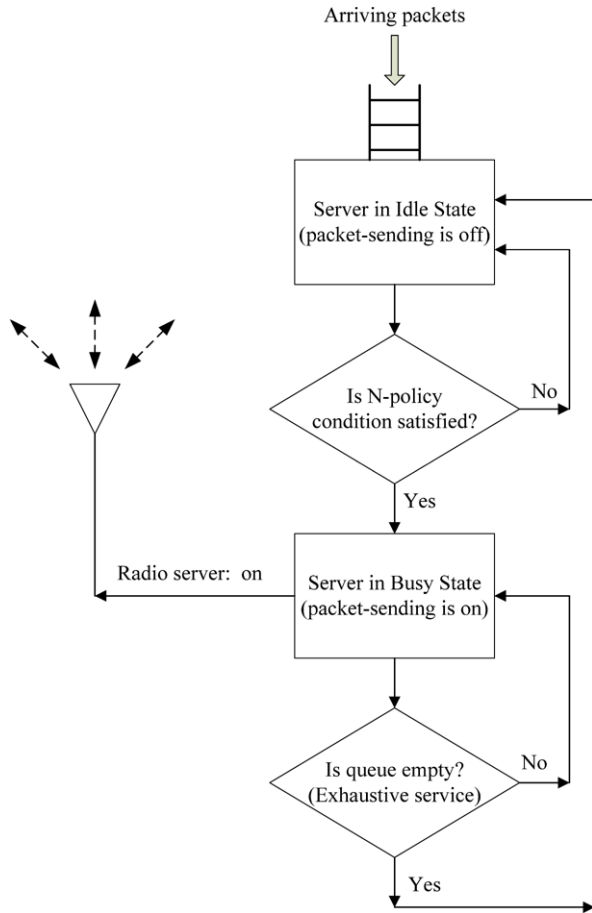 Arriving packets
Server in Idle State
(packet-sending is off)
Is N-policy
condition satisfied?
No
Yes
Radio server: on
Server in Busy State
(packet-sending is on)
Is queue empty?
(Exhaustive service)
No
Yes